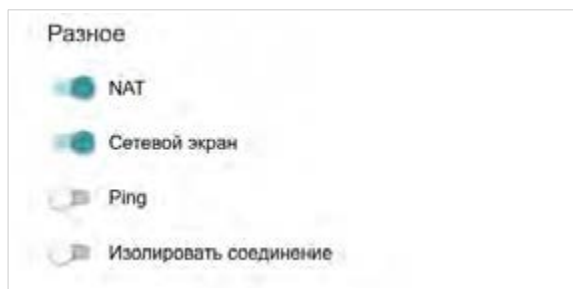 Разное
NAT
Сетевой экран
Ping
Изолировать соединение